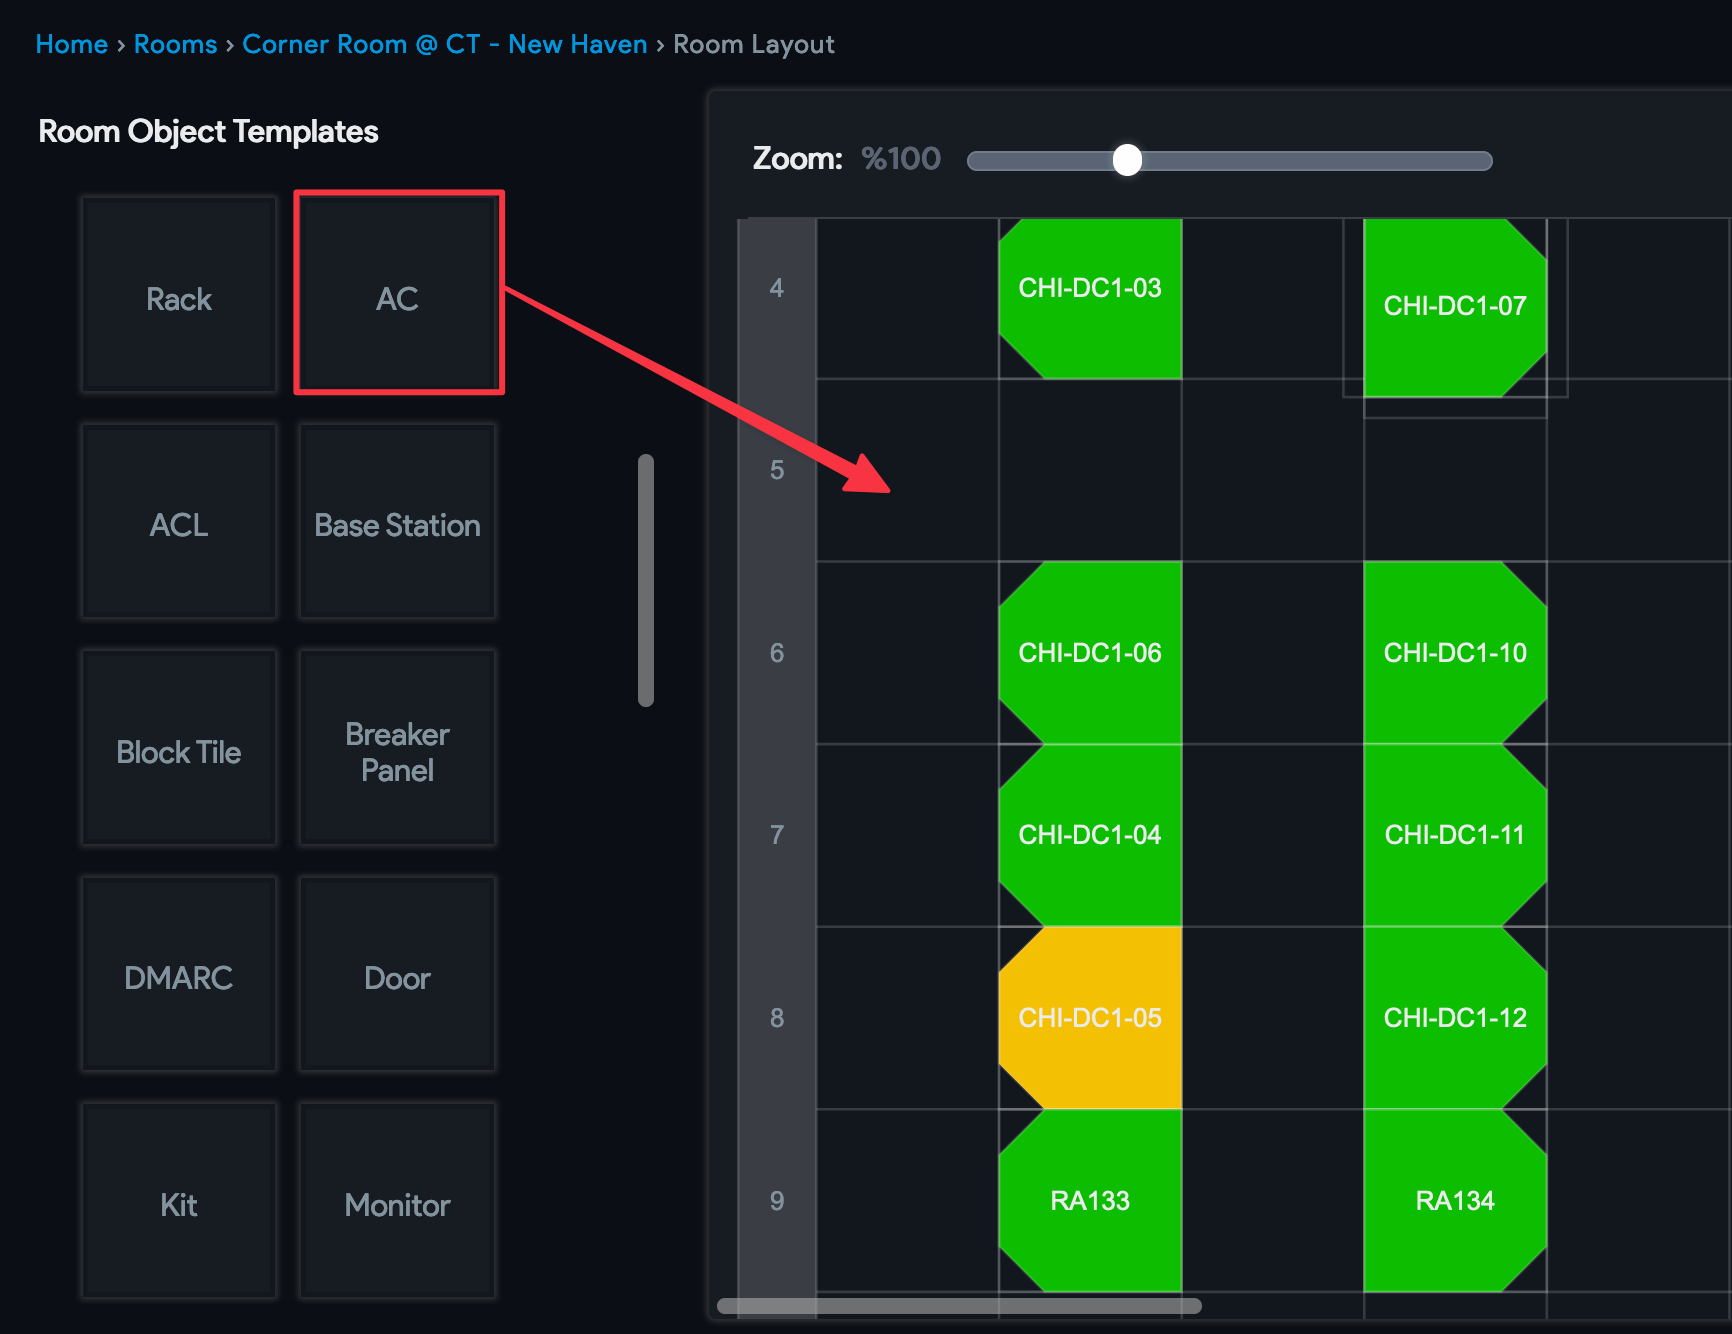 Home › Rooms › Corner Room @ CT - New Haven › Room Layout
Room Object Templates
Rack
AC
ACL
Base Station
Block Tile
Breaker
Panel
DMARC
Door
Kit
Monitor
Zoom: %100
4
CHI-DC1-03
CHI-DC1-07
5
6
CHI-DC1-06
CHI-DC1-10
7
CHI-DC1-04
CHI-DC1-11
8
CHI-DC1-05
CHI-DC1-12
9
RA133
RA134